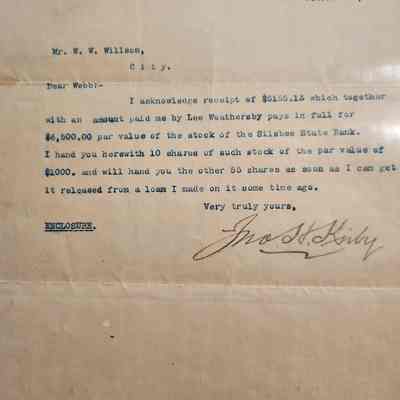 Mr. W. W. Willson,
City.
Dear Webb:-
I acknowledge receipt of $5155.13 which together
with an amount paid me by Lee Weathersby pays in full for
$6,500.00 par value of the stock of the Silsbee State Bank.
I hand you herewith 10 shares of such stock of the par value of
$1000. and will hand you the other 55 shares as soon as I can get
it released from a loan I made on it some time ago.
Very truly yours,
ENCLOSURE.
Jno H. Kirby